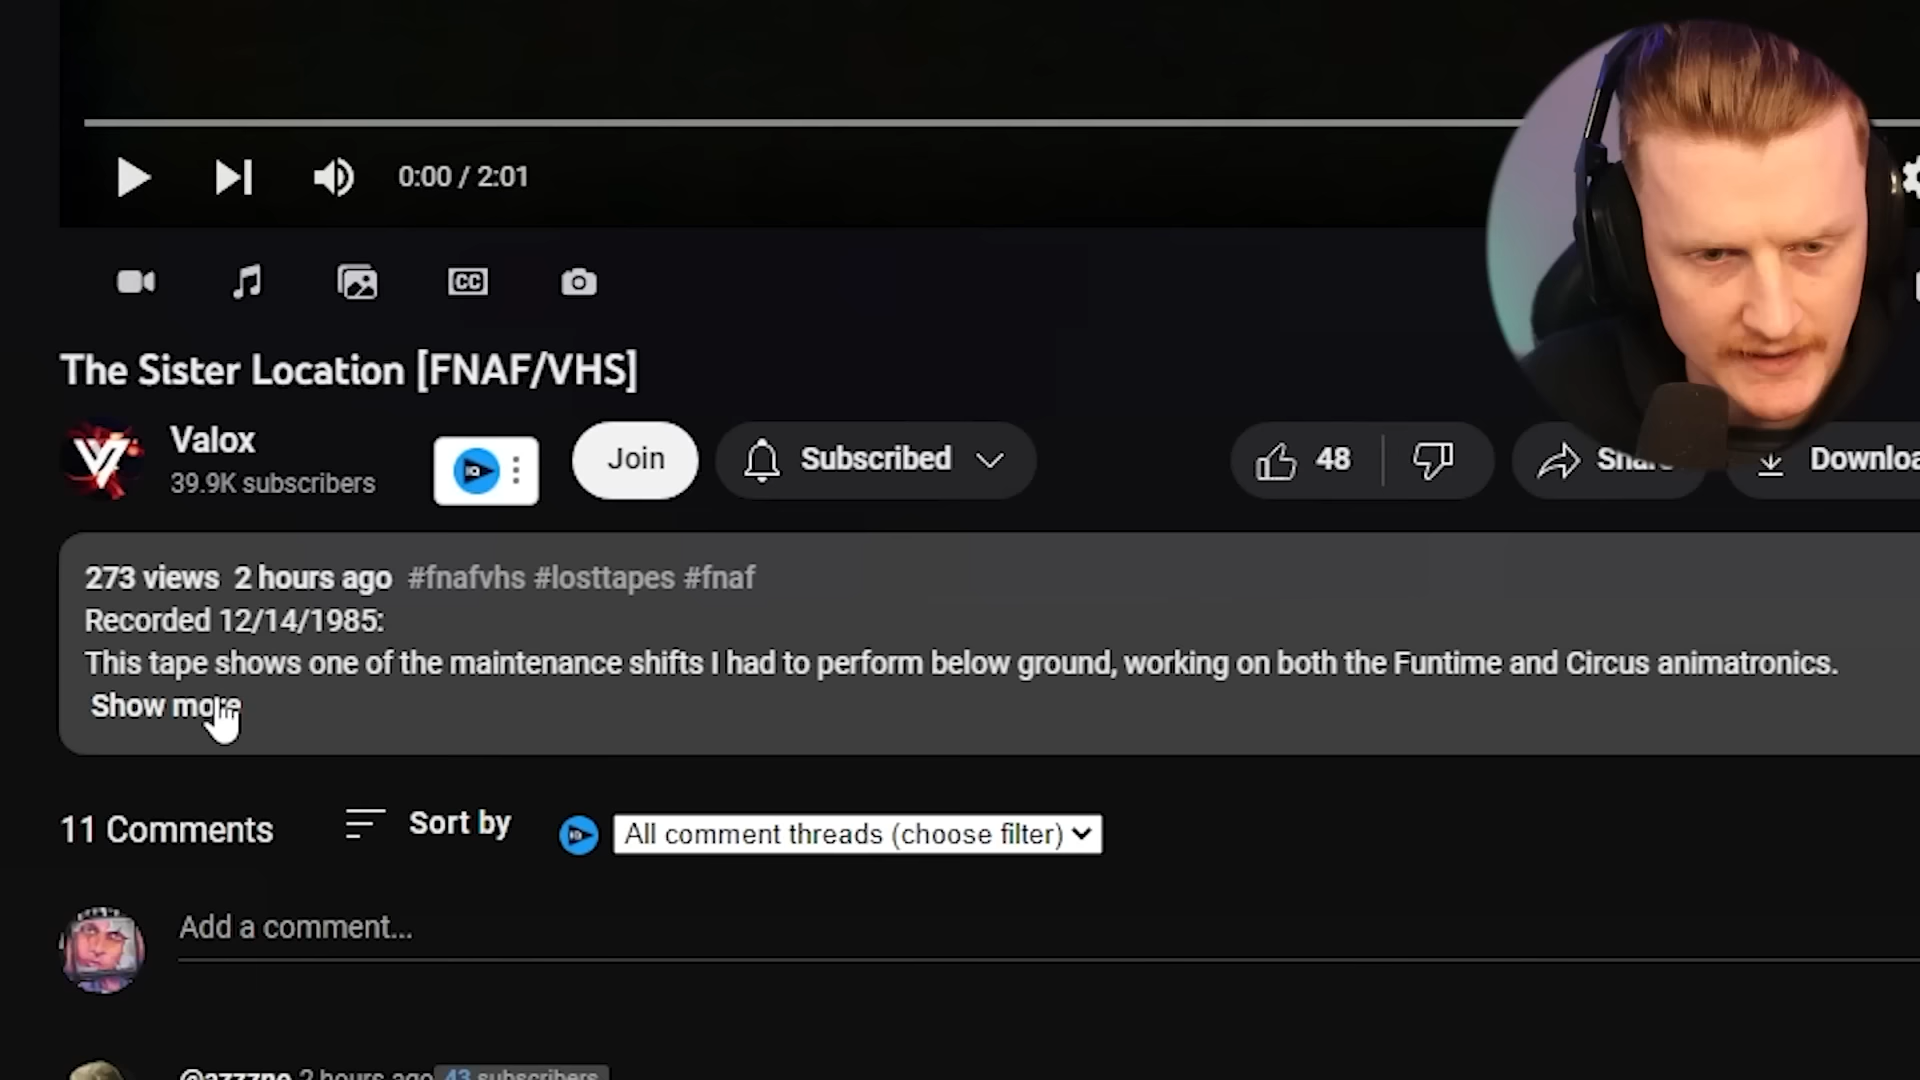 0:00 / 2:01
CC
The Sister Location [FNAF/VHS]
Valox
39.9K subscribers
IQ
Join
Subscribed
48
Share
273 views 2 hours ago #fnafvhs #losttapes #fnaf
Recorded 12/14/1985:
This tape shows one of the maintenance shifts I had to perform below ground, working on both the Funtime and Circus animatronics.
Show more
11 Comments
Sort by
All comment threads (choose filter)
Add a comment...
2 hours ago
43 subscribers